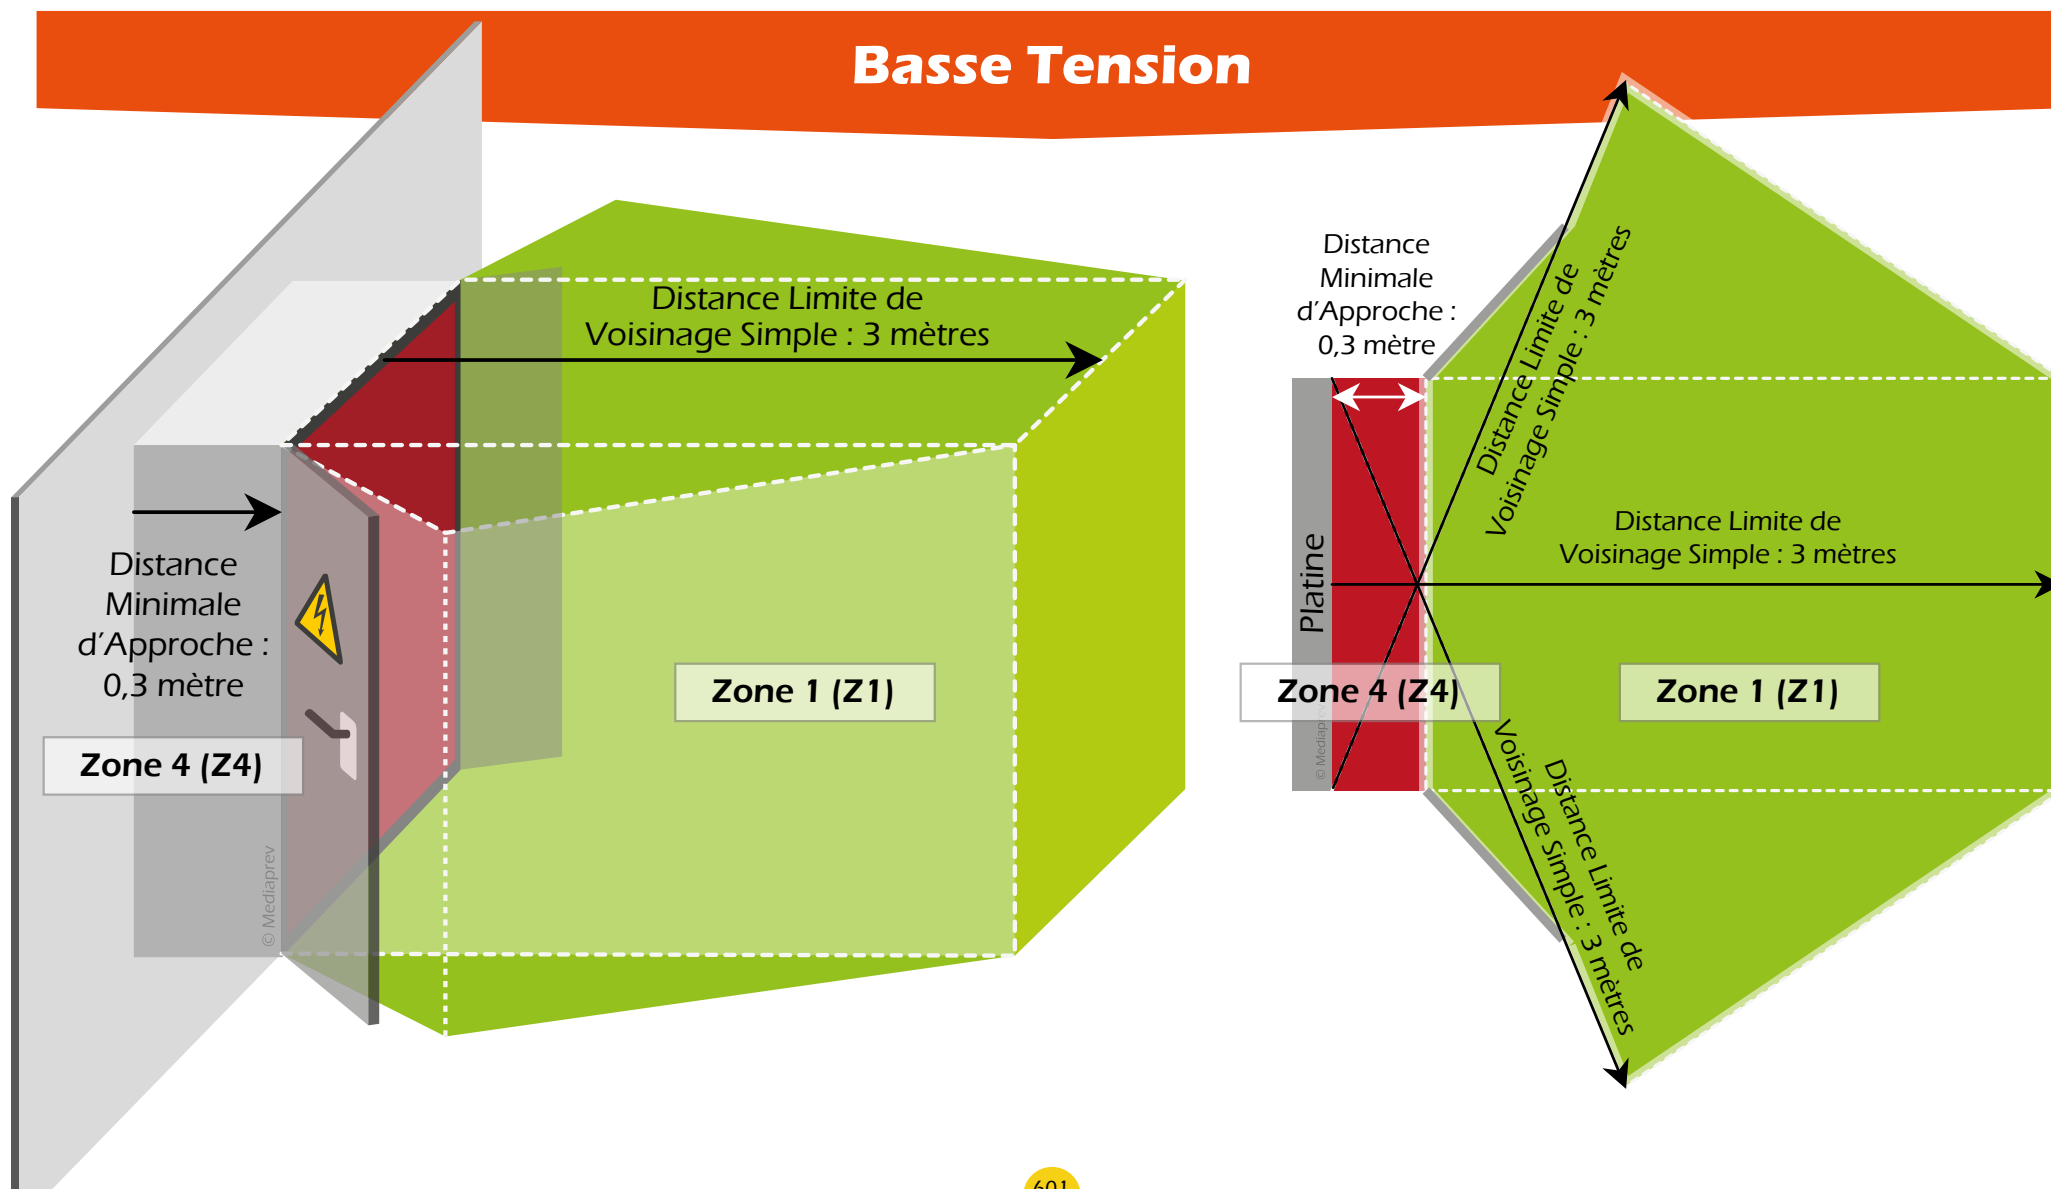 Basse Tension
Distance Limite de
Voisinage Simple : 3 mètres
Distance
Minimale
d'Approche :
0,3 mètre
Zone 4 (Z4)
Zone 1 (Z1)
© Mediaprev
Distance
Minimale
d'Approche :
0,3 mètre
Distance Limite de
Voisinage Simple : 3 mètres
Distance Limite de
Voisinage Simple : 3 mètres
Platine
Zone 4 (Z4)
Zone 1 (Z1)
© Mediaprev
Distance Limite de
Voisinage Simple : 3 mètres
601